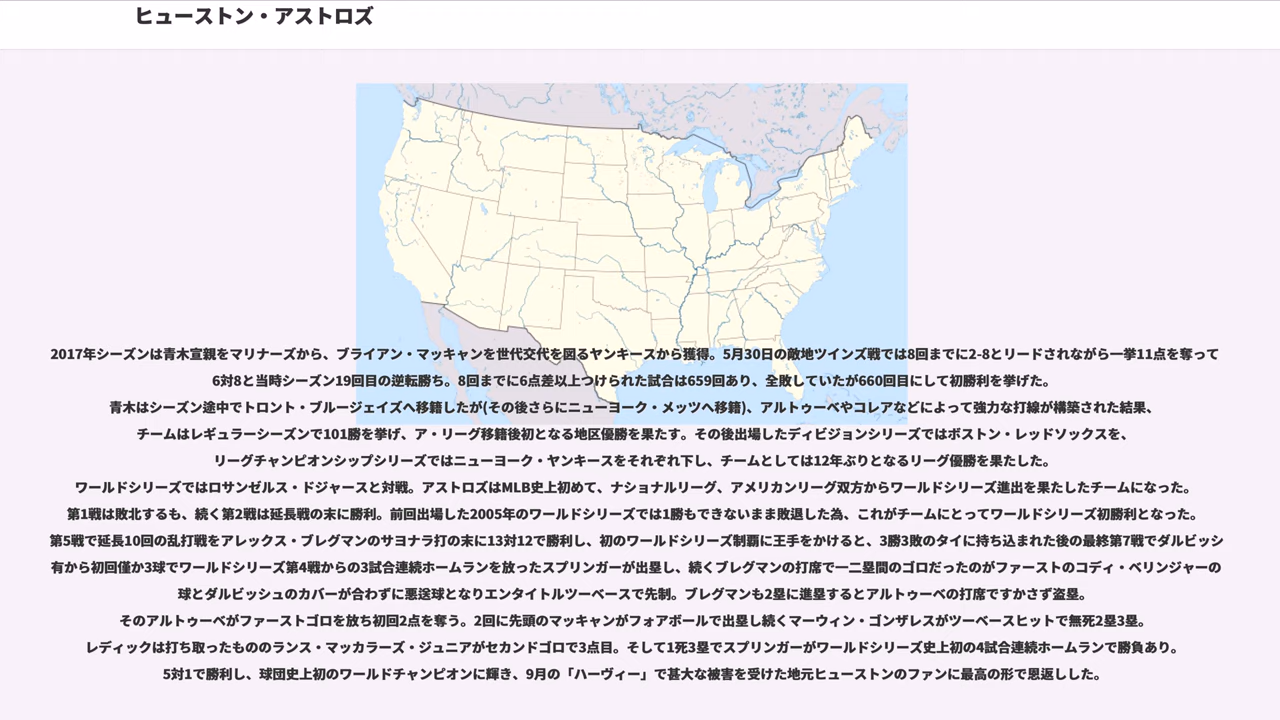 ヒューストン・アストロズ
2017年シーズンは青木宣親をマリナーズから、ブライアン・マッキャンを世代交代を図るヤンキースから獲得。5月30日の敵地ツインズ戦では8回までに2-8とリードされながら一挙11点を奪って
6対8と当時シーズン19回目の逆転勝ち。8回までに6点差以上つけられた試合は659回あり、全敗していたが660回目にして初勝利を挙げた。
青木はシーズン途中でトロント・ブルージェイズへ移籍したが(その後さらにニューヨーク・メッツへ移籍)、アルトゥーベやコレアなどによって強力な打線が構築された結果、
チームはレギュラーシーズンで101勝を挙げ、ア・リーグ移籍後初となる地区優勝を果たす。その後出場したディビジョンシリーズではボストン・レッドソックスを、
リーグチャンピオンシップシリーズではニューヨーク・ヤンキースをそれぞれ下し、チームとしては12年ぶりとなるリーグ優勝を果たした。
ワールドシリーズではロサンゼルス・ドジャースと対戦。アストロズはMLB史上初めて、ナショナルリーグ、アメリカンリーグ双方からワールドシリーズ進出を果たしたチームになった。
第1戦は敗北するも、続く第2戦は延長戦の末に勝利。前回出場した2005年のワールドシリーズでは1勝もできないまま敗退した為、これがチームにとってワールドシリーズ初勝利となった。
第5戦で延長10回の乱打戦をアレックス・ブレグマンのサヨナラ打の末に13対12で勝利し、初のワールドシリーズ制覇に王手をかけると、3勝3敗のタイに持ち込まれた後の最終第7戦でダルビッシ
有から初回僅か3球でワールドシリーズ第4戦からの3試合連続ホームランを放ったスプリンガーが出塁し、続くブレグマンの打席で一二塁間のゴロだったのがファーストのコディ・ベリンジャーの
球とダルビッシュのカバーが合わずに悪送球となりエンタイトルツーベースで先制。ブレグマンも2塁に進塁するとアルトゥーベの打席ですかさず盗塁。
そのアルトゥーベがファーストゴロを放ち初回2点を奪う。2回に先頭のマッキャンがフォアボールで出塁し続くマーウィン・ゴンザレスがツーベースヒットで無死2塁3塁。
レディックは打ち取ったもののランス・マッカラーズ・ジュニアがセカンドゴロで3点目。そして1死3塁でスプリンガーがワールドシリーズ史上初の4試合連続ホームランで勝負あり。
5対1で勝利し、球団史上初のワールドチャンピオンに輝き、9月の「ハーヴィー」で甚大な被害を受けた地元ヒューストンのファンに最高の形で恩返しした。